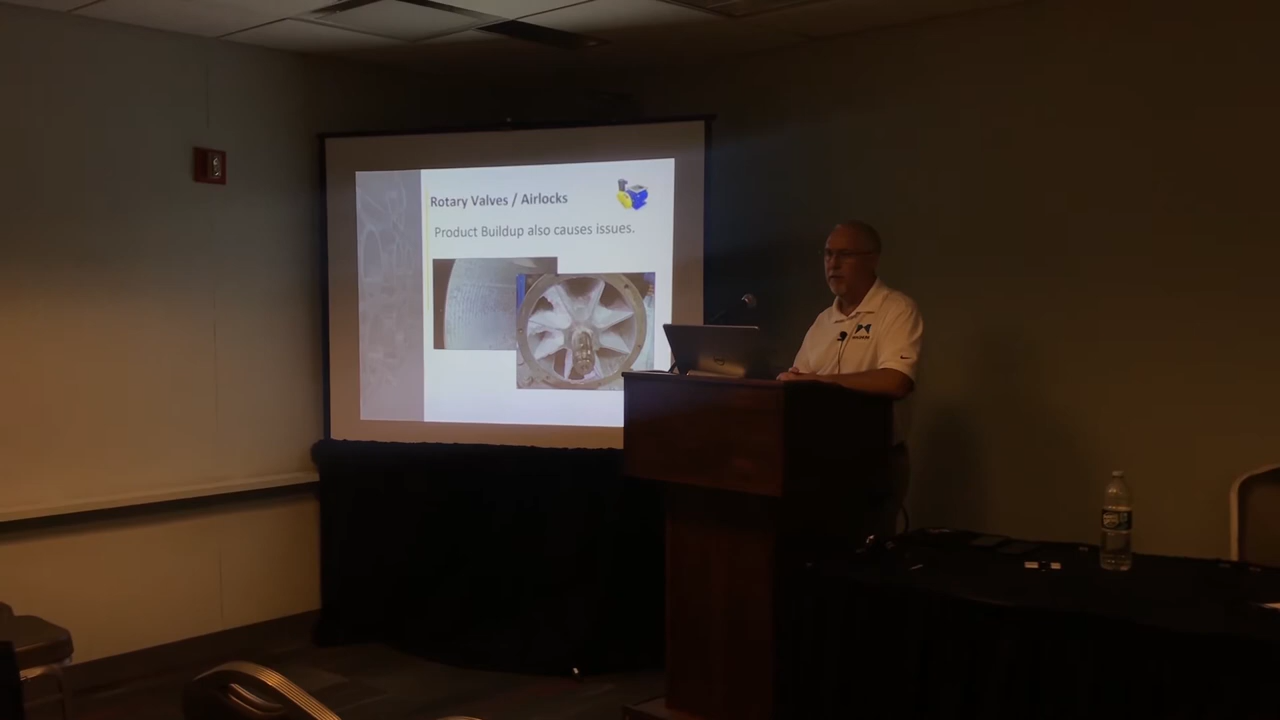 Rotary Valves / Airlocks
Product Buildup also causes issues.